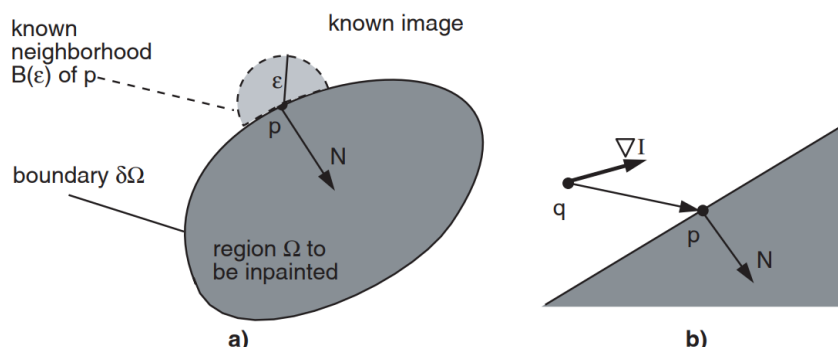 known
neighborhood
B(ε) of p
known image
ε
p
N
boundary δΩ
region Ω to
be inpainted
a)
∇I
q
p
N
b)